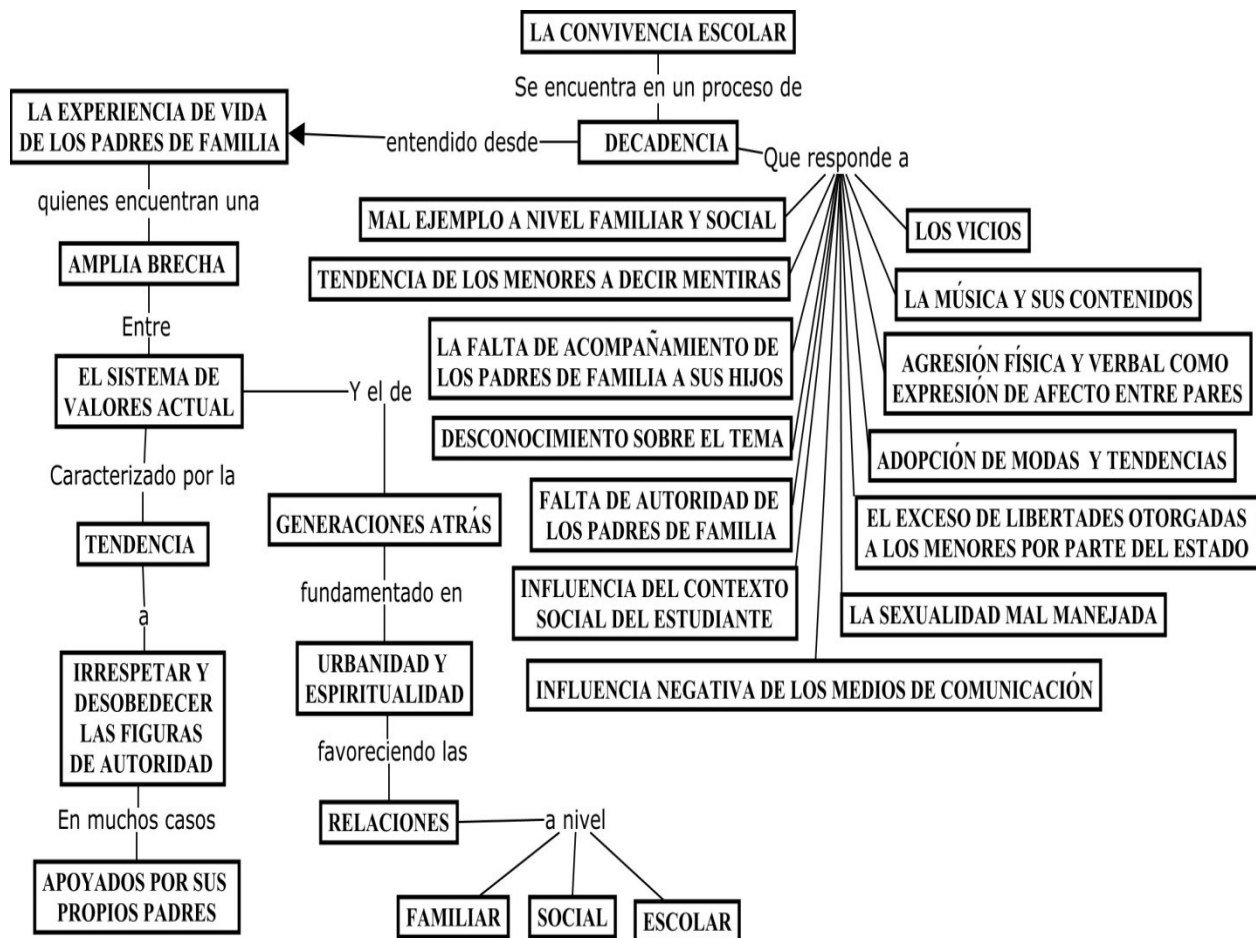 LA CONVIVENCIA ESCOLAR
Se encuentra en un proceso de
LA EXPERIENCIA DE VIDA
DE LOS PADRES DE FAMILIA
entendido desde
DECADENCIA
Que responde a
quienes encuentran una
AMPLIA BRECHA
Entre
EL SISTEMA DE
VALORES ACTUAL
Y el de
Caracterizado por la
TENDENCIA
a
IRRESPETAR Y
DESOBEDECER
LAS FIGURAS
DE AUTORIDAD
En muchos casos
APOYADOS POR SUS
PROPIOS PADRES
GENERACIONES ATRÁS
fundamentado en
URBANIDAD Y
ESPIRITUALIDAD
favoreciendo las
RELACIONES
a nivel
FAMILIAR
SOCIAL
ESCOLAR
MAL EJEMPLO A NIVEL FAMILIAR Y SOCIAL
TENDENCIA DE LOS MENORES A DECIR MENTIRAS
LA FALTA DE ACOMPAÑAMIENTO DE
LOS PADRES DE FAMILIA A SUS HIJOS
DESCONOCIMIENTO SOBRE EL TEMA
FALTA DE AUTORIDAD DE
LOS PADRES DE FAMILIA
INFLUENCIA DEL CONTEXTO
SOCIAL DEL ESTUDIANTE
INFLUENCIA NEGATIVA DE LOS MEDIOS DE COMUNICACIÓN
LOS VICIOS
LA MÚSICA Y SUS CONTENIDOS
AGRESIÓN FÍSICA Y VERBAL COMO
EXPRESIÓN DE AFECTO ENTRE PARES
ADOPCIÓN DE MODAS Y TENDENCIAS
EL EXCESO DE LIBERTADES OTORGADAS
A LOS MENORES POR PARTE DEL ESTADO
LA SEXUALIDAD MAL MANEJADA